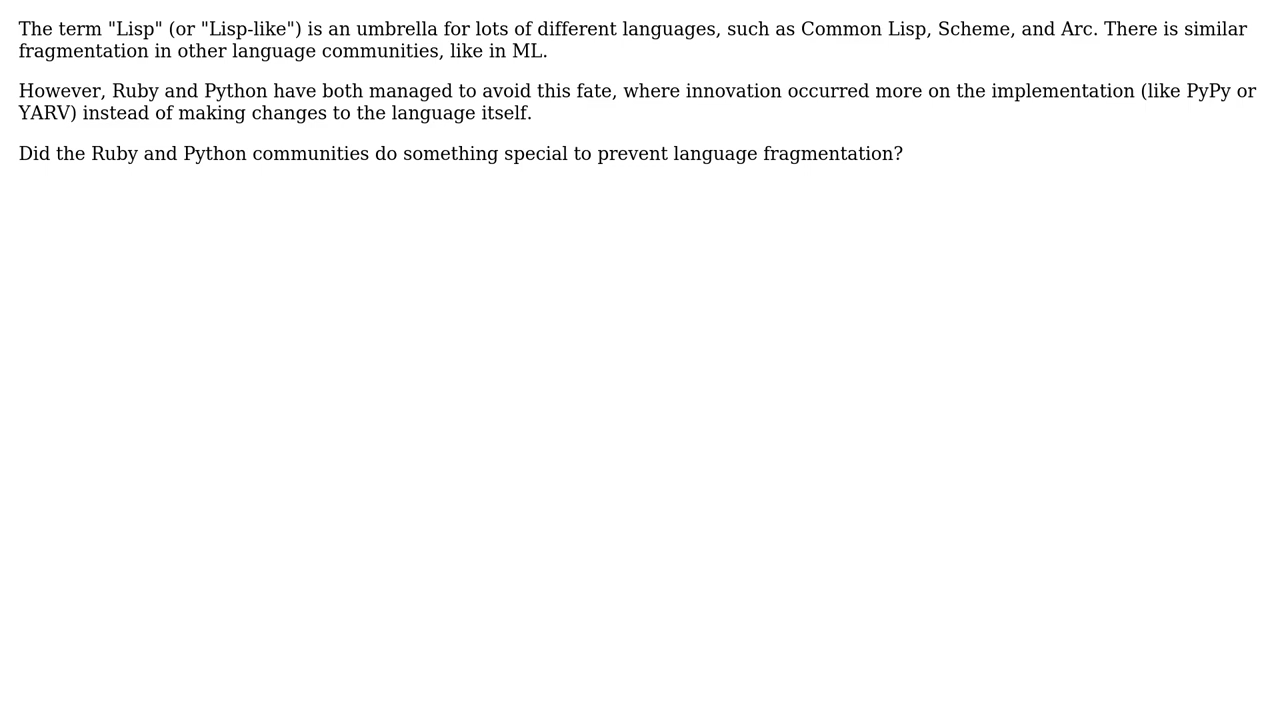 The term "Lisp" (or "Lisp-like") is an umbrella for lots of different languages, such as Common Lisp, Scheme, and Arc. There is similar
fragmentation in other language communities, like in ML.
However, Ruby and Python have both managed to avoid this fate, where innovation occurred more on the implementation (like PyPy or
YARV) instead of making changes to the language itself.
Did the Ruby and Python communities do something special to prevent language fragmentation?